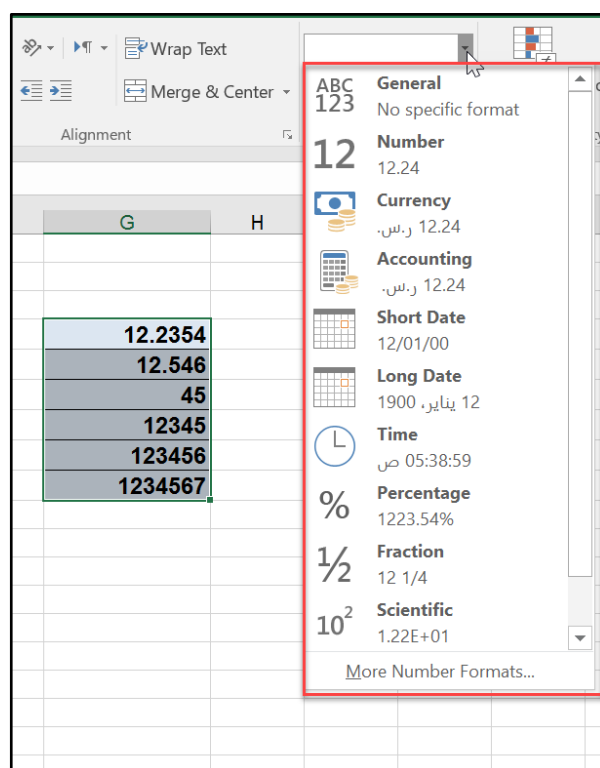 Wrap Text
Merge & Center
Alignment
G H
12.2354
12.546
45
12345
123456
1234567
ABC
123
General
No specific format
12
Number
12.24
Currency
ر.س. 12.24
Accounting
ر.س. 12.24
Short Date
12/01/00
Long Date
12 يناير، 1900
Time
05:38:59 ص
%
Percentage
1223.54%
1/2
Fraction
12 1/4
10²
Scientific
1.22E+01
More Number Formats...